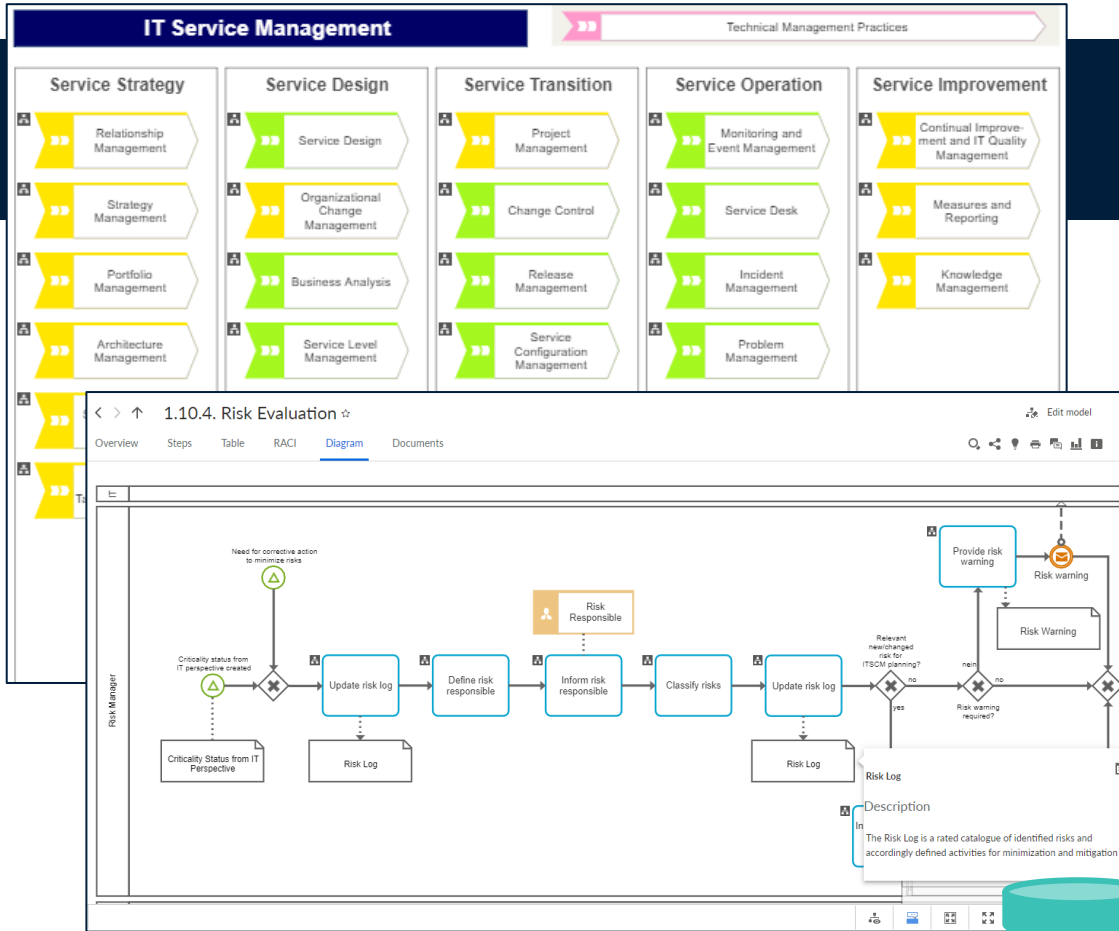 IT Service Management
Technical Management Practices
Service Strategy
Service Design
Service Transition
Service Operation
Service Improvement
Relationship
Management
Service Design
Project
Management
Monitoring and
Event Management
Continual Improve-
ment and IT Quality
Management
Strategy
Management
Organizational
Change
Management
Change Control
Service Desk
Measures and
Reporting
Portfolio
Management
Business Analysis
Release
Management
Incident
Management
Knowledge
Management
Architecture
Management
Service Level
Management
Service
Configuration
Management
Problem
Management
1.10.4. Risk Evaluation
Edit model
Overview
Steps
Table
RACI
Diagram
Documents
IT
Risk Manager
Need for corrective action
to minimize risks
Criticality status from
IT perspective created
Criticality Status from IT
Perspective
Update risk log
Risk Log
Define risk
responsible
Risk
Responsible
Inform risk
responsible
Classify risks
Update risk log
Risk Log
Relevant
new/changed
risk for
ITSCM planning?
no
yes
nein
no
Risk warning
required?
Provide risk
warning
Risk warning
Risk Warning
Risk Log
Description
The Risk Log is a rated catalogue of identified risks and
accordingly defined activities for minimization and mitigation